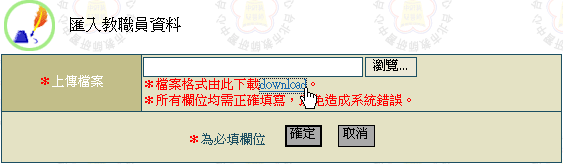 匯入教職員資料
*上傳檔案
瀏覽...
*檔案格式由此下載download。
*所有欄位均需正確填寫,免造成系統錯誤。
*為必填欄位
確定
取消